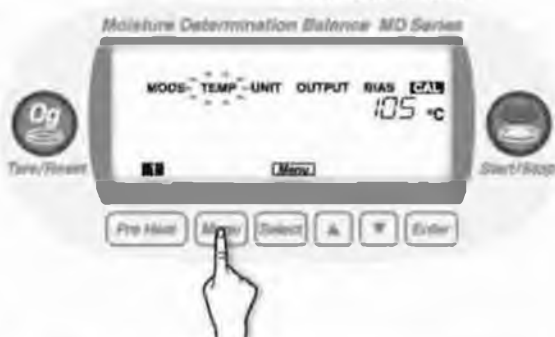 Moisture Determination Balance MD Series
MODE TEMP UNIT OUTPUT BIAS CAL
105 °C
0g
Tare/Reset
Start/Stop
1
Menu
Pre Heat Menu Select ▲ ▼ Enter